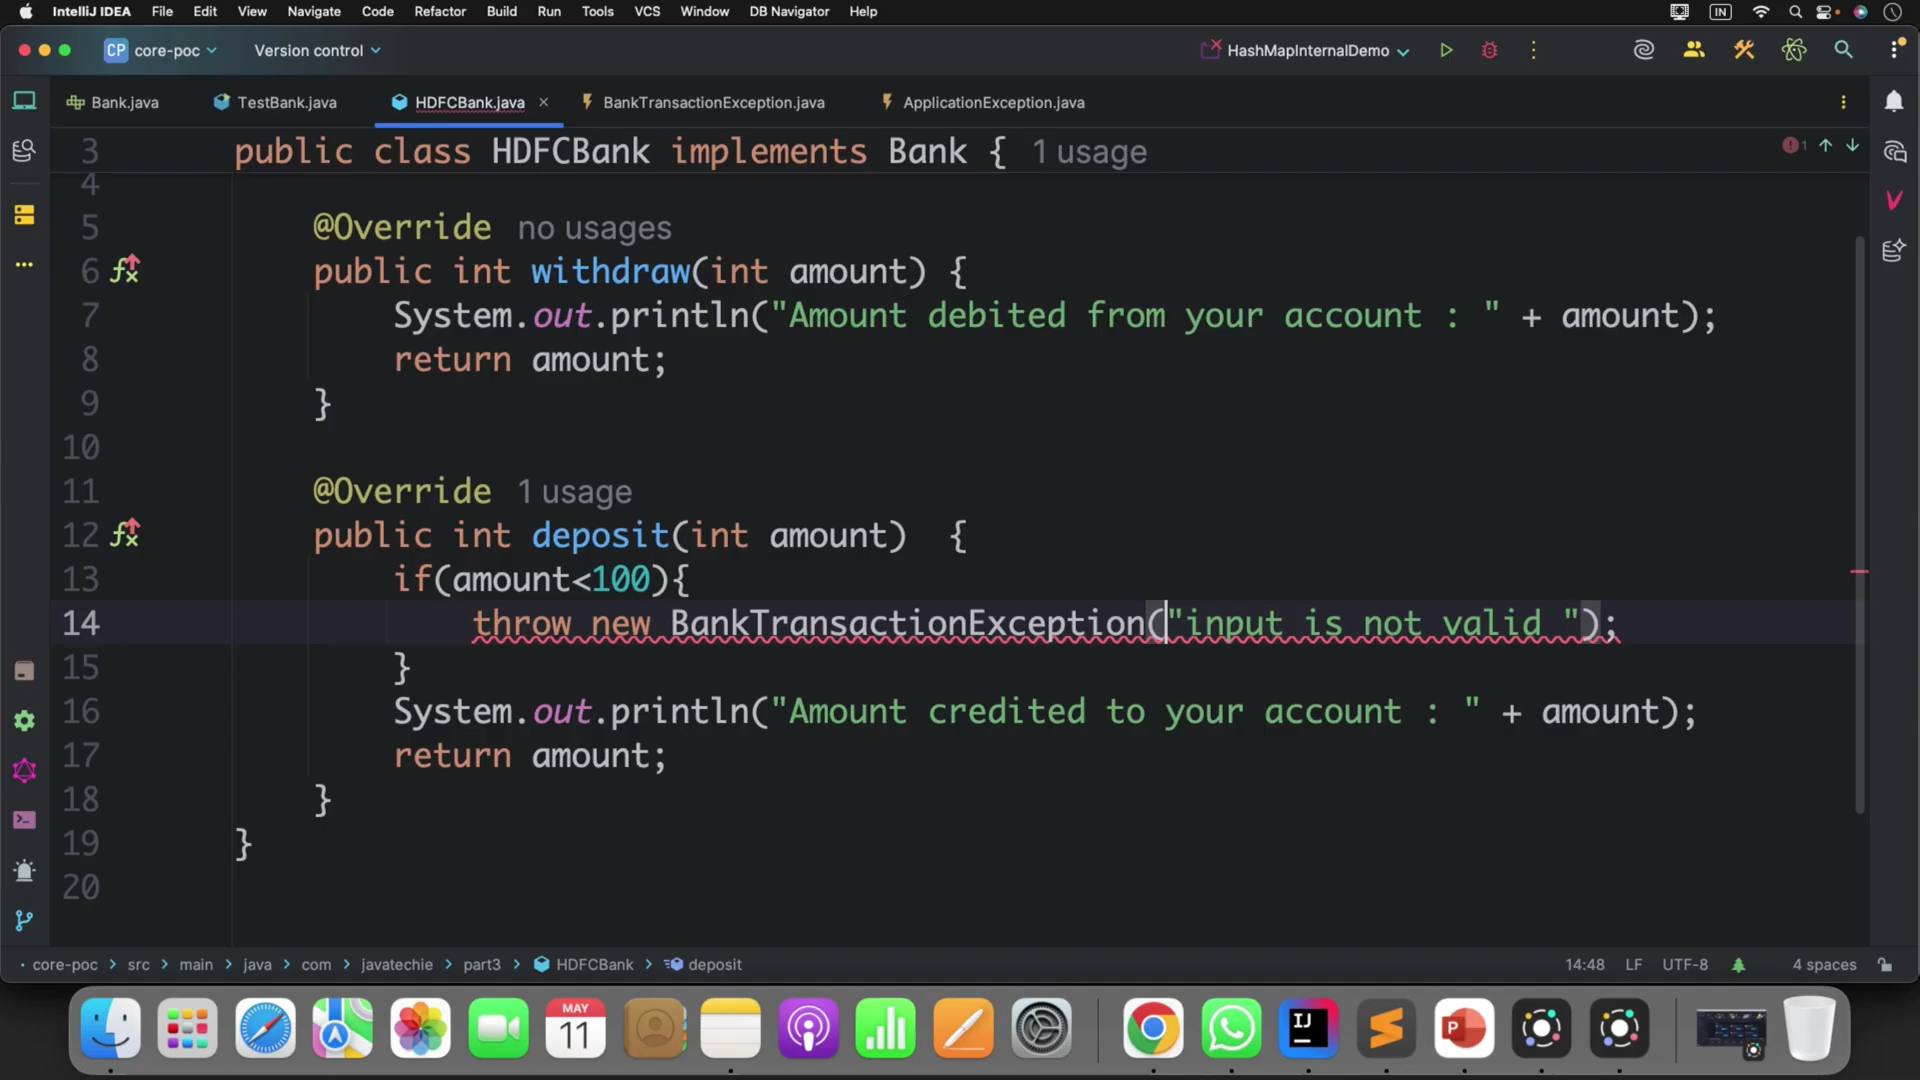 IntelliJ IDEA File Edit View Navigate Code Refactor Build Run Tools VCS Window DB Navigator Help IN
CP core-poc Version control HashMapInternalDemo
Bank.java TestBank.java HDFCBank.java BankTransactionException.java ApplicationException.java
3 public class HDFCBank implements Bank { 1 usage 1
4
5 @Override no usages
6 public int withdraw(int amount) {
7 System.out.println("Amount debited from your account : " + amount);
8 return amount;
9 }
10
11 @Override 1 usage
12 public int deposit(int amount)  {
13 if(amount<100){
14 throw new BankTransactionException("input is not valid ");
15 }
16 System.out.println("Amount credited to your account : " + amount);
17 return amount;
18 }
19 }
20
core-poc > src > main > java > com > javatechie > part3 > HDFCBank > deposit 14:48 LF UTF-8 4 spaces
MAY
11
IJ
P